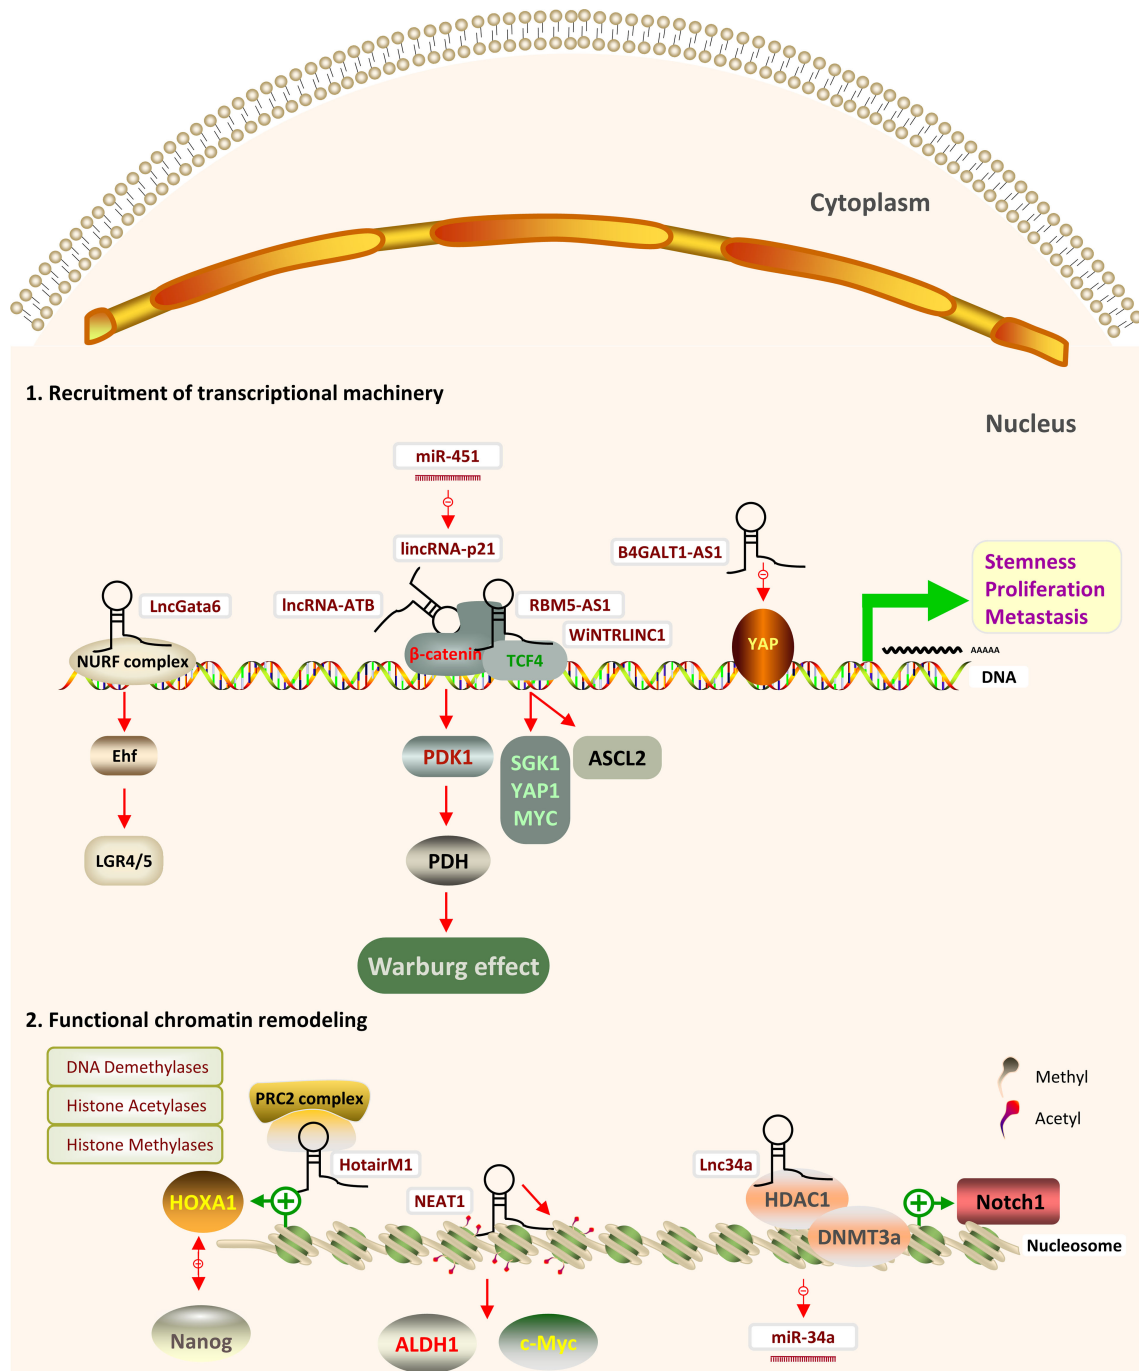 Cytoplasm
1. Recruitment of transcriptional machinery
Nucleus
miR-451
lincRNA-p21
B4GALT1-AS1
Stemness
Proliferation
Metastasis
LncGata6
lncRNA-ATB
RBM5-AS1
WiNTRLINC1
NURF complex
β-catenin
TCF4
YAP
AAAAA
DNA
Ehf
PDK1
SGK1
YAP1
MYC
ASCL2
LGR4/5
PDH
Warburg effect
2. Functional chromatin remodeling
DNA Demethylases
Histone Acetylases
Histone Methylases
PRC2 complex
Methyl
Acetyl
HotairM1
Lnc34a
HOXA1
NEAT1
HDAC1
Notch1
DNMT3a
Nucleosome
Nanog
ALDH1
c-Myc
miR-34a